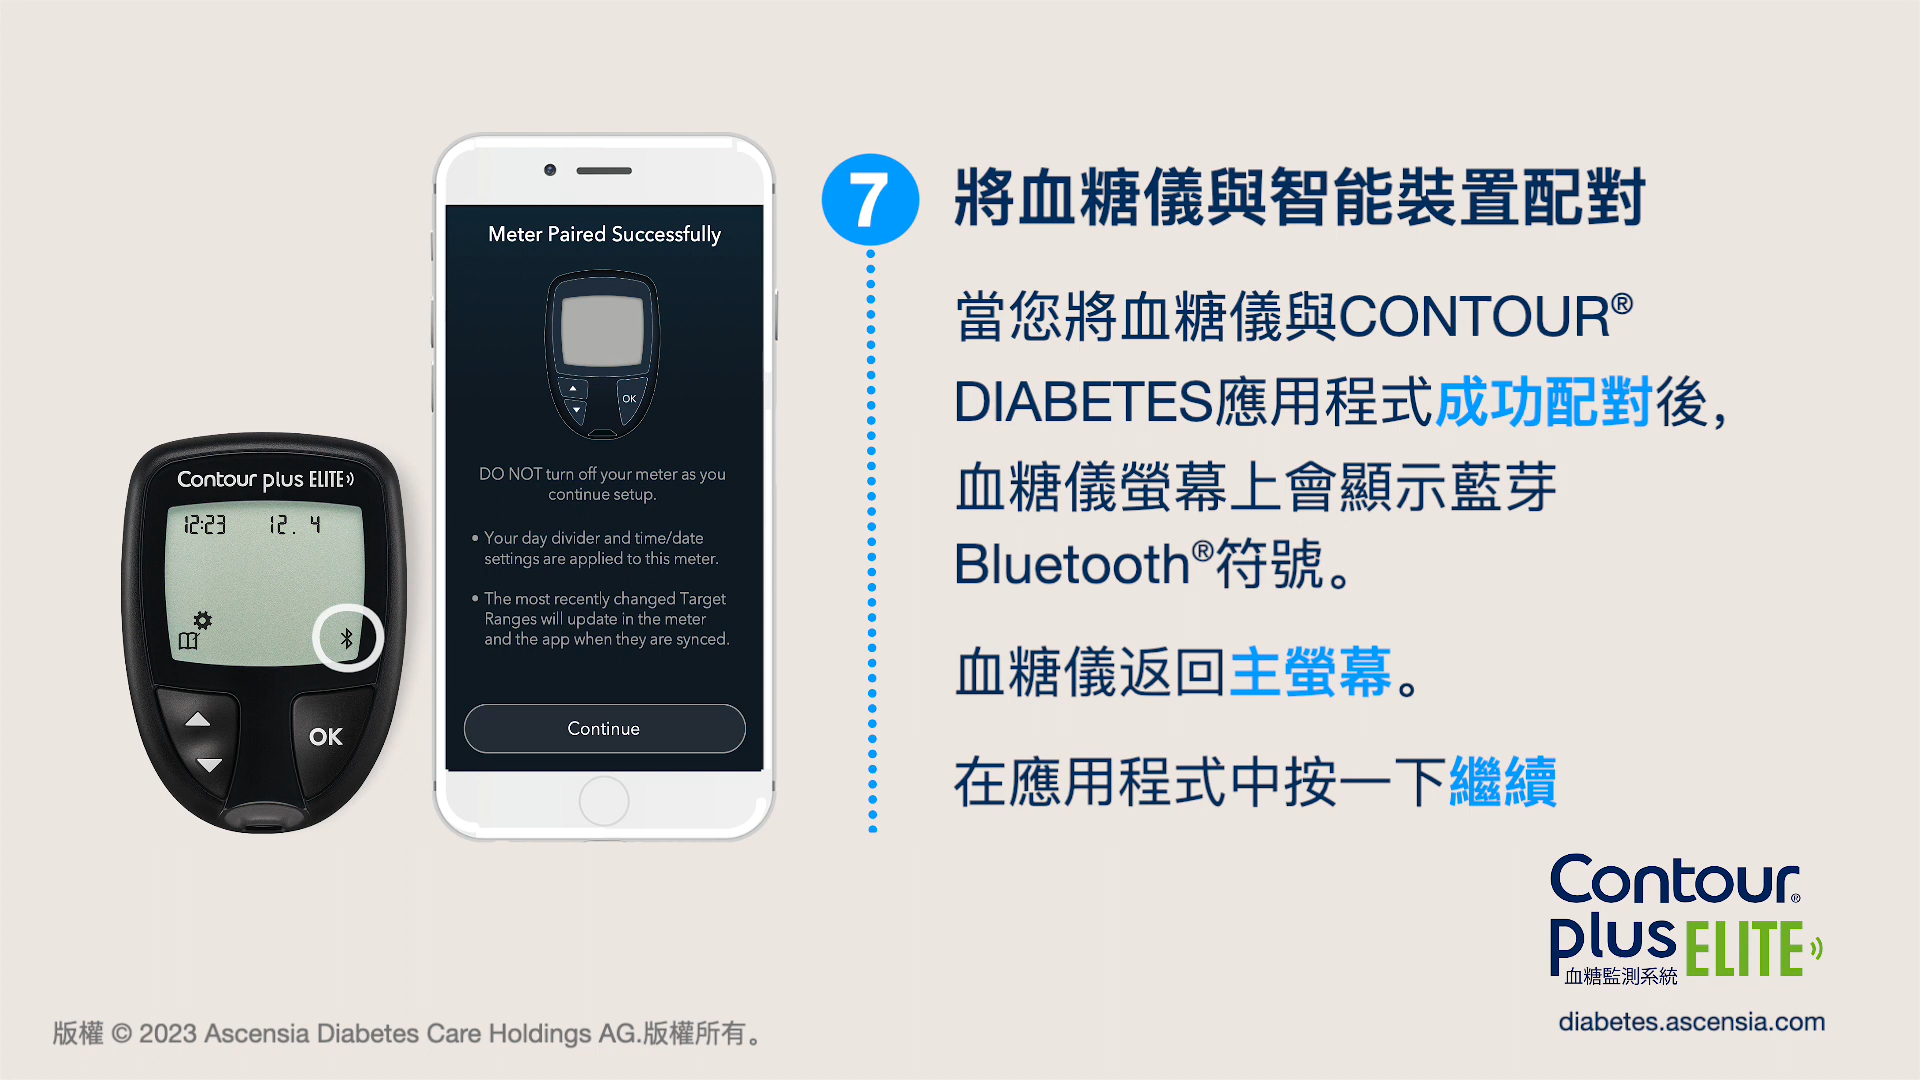 Contour plus ELITE
12:23 12. 4
OK
Meter Paired Successfully
OK
DO NOT turn off your meter as you
continue setup.
• Your day divider and time/date
settings are applied to this meter.
• The most recently changed Target
Ranges will update in the meter
and the app when they are synced.
Continue
7 將血糖儀與智能裝置配對
當您將血糖儀與CONTOUR®
DIABETES應用程式成功配對後，
血糖儀螢幕上會顯示藍芽
Bluetooth®符號。
血糖儀返回主螢幕。
在應用程式中按一下繼續
Contour®
plus ELITE
血糖監測系統
diabetes.ascensia.com
版權 © 2023 Ascensia Diabetes Care Holdings AG.版權所有。